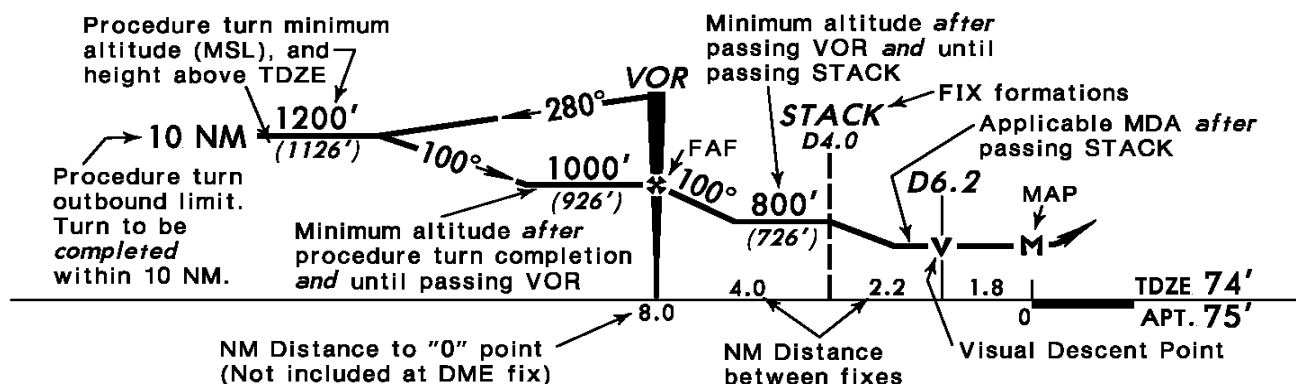 Procedure turn minimum
altitude (MSL), and
height above TDZE
Minimum altitude after
passing VOR and until
passing STACK
VOR
280°
1200'
10 NM
(1126')
STACK
D4.0
FIX formations
Applicable MDA after
passing STACK
FAF
100°
1000'
(926')
100°
800'
(726')
D6.2
MAP
V
M
Procedure turn
outbound limit.
Turn to be
completed
within 10 NM.
Minimum altitude after
procedure turn completion
and until passing VOR
4.0
2.2
1.8
TDZE 74'
8.0
0
APT. 75'
NM Distance to "0" point
(Not included at DME fix)
NM Distance
between fixes
Visual Descent Point